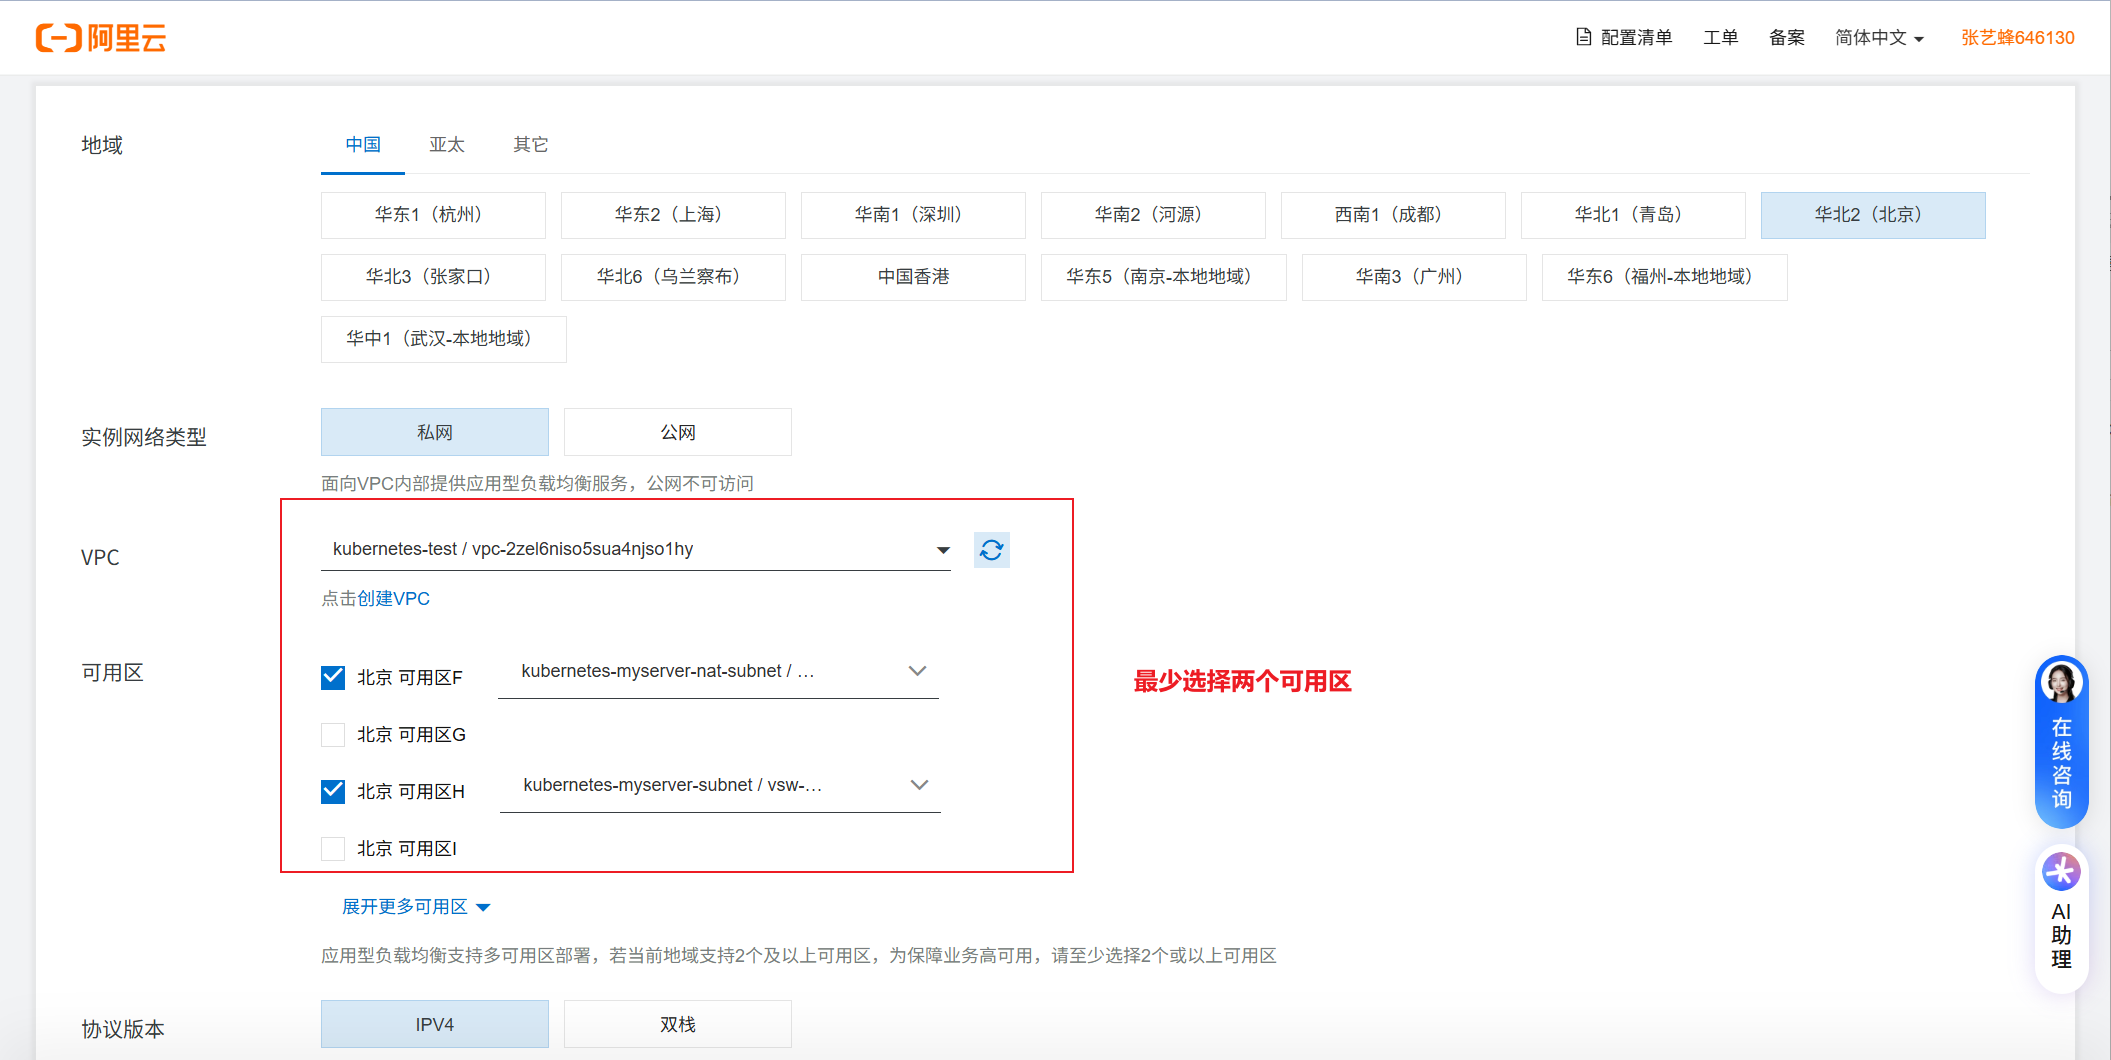 阿里云
配置清单 工单 备案 简体中文 张艺蜂646130
地域 中国 亚太 其它
华东1（杭州） 华东2（上海） 华南1（深圳） 华南2（河源） 西南1（成都） 华北1（青岛） 华北2（北京）
华北3（张家口） 华北6（乌兰察布） 中国香港 华东5（南京-本地地域） 华南3（广州） 华东6（福州-本地地域）
华中1（武汉-本地地域）
实例网络类型 私网 公网
面向VPC内部提供应用型负载均衡服务，公网不可访问
VPC kubernetes-test / vpc-2zel6niso5sua4njso1hy
点击创建VPC
可用区 北京 可用区F kubernetes-myserver-nat-subnet / ...
最少选择两个可用区
北京 可用区G
北京 可用区H kubernetes-myserver-subnet / vsw-...
北京 可用区I
展开更多可用区
应用型负载均衡支持多可用区部署，若当前地域支持2个及以上可用区，为保障业务高可用，请至少选择2个或以上可用区
协议版本 IPV4 双栈
在线咨询
AI助理